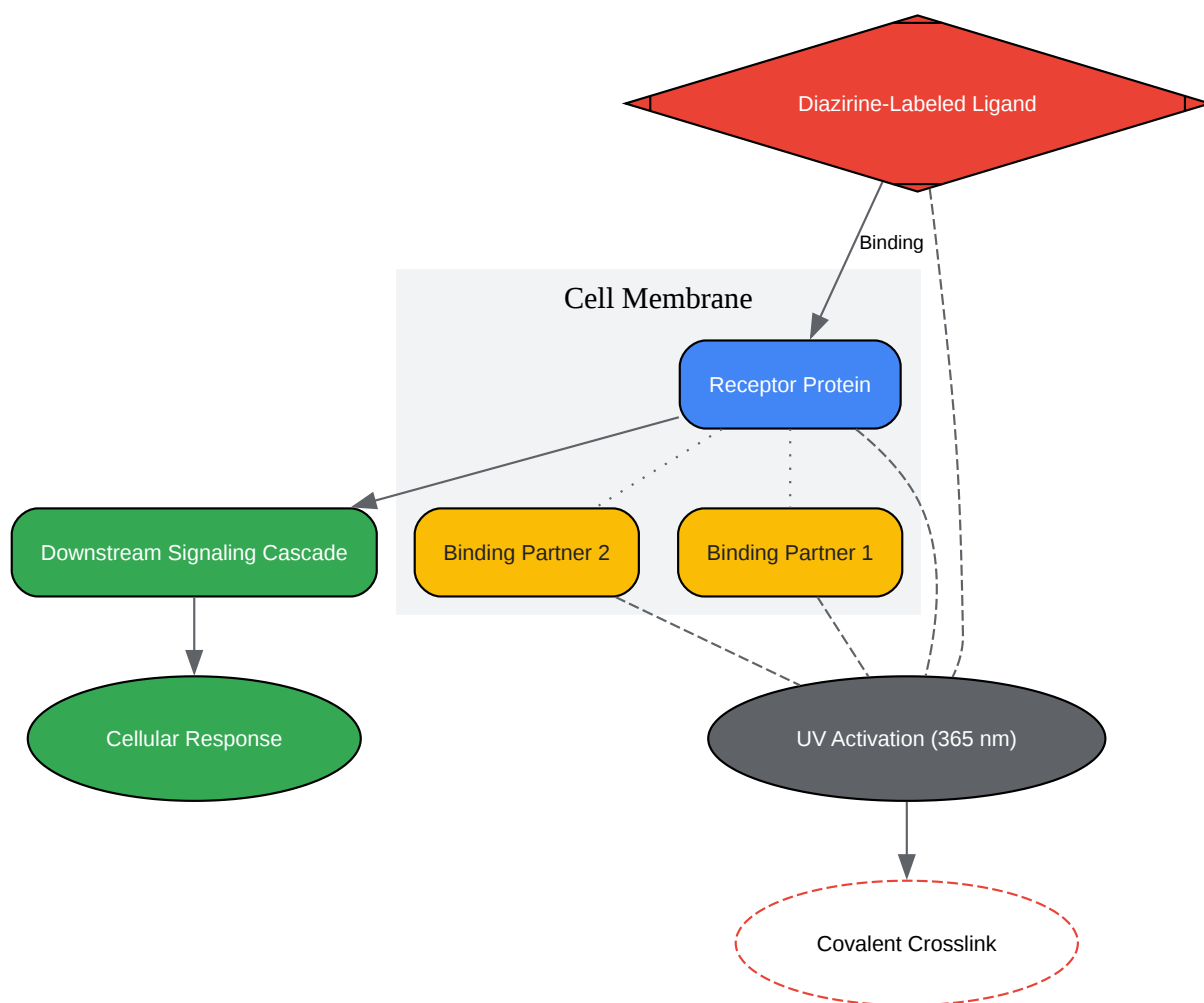 Diazirine-Labeled Ligand
Binding
Cell Membrane
Receptor Protein
Downstream Signaling Cascade
Binding Partner 2
Binding Partner 1
Cellular Response
UV Activation (365 nm)
Covalent Crosslink